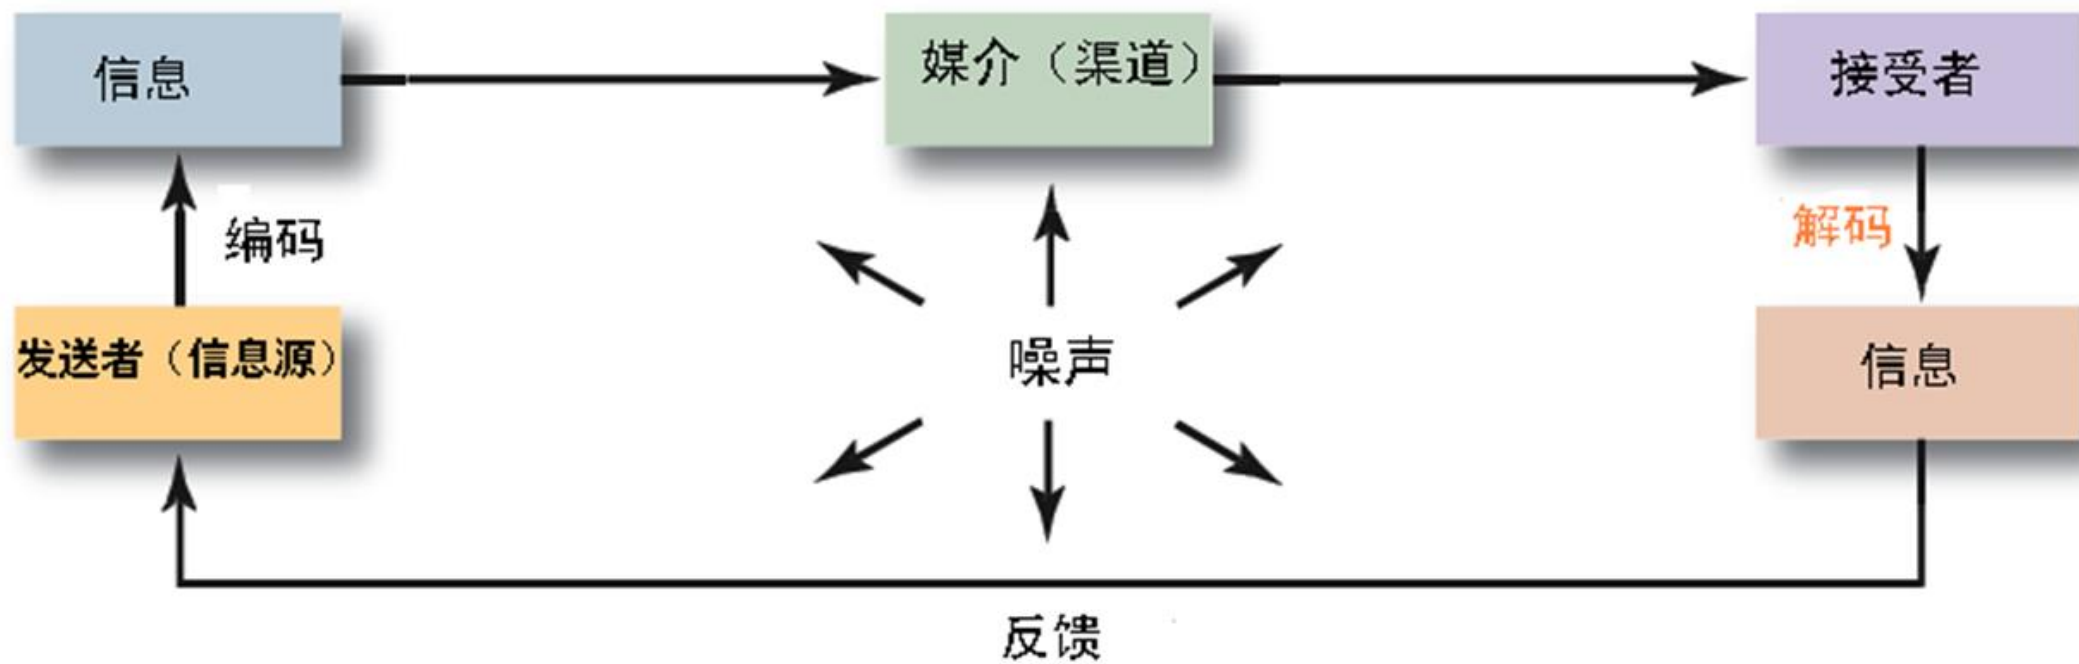 信息
媒介（渠道）
接受者
编码
解码
发送者（信息源）
噪声
信息
反馈